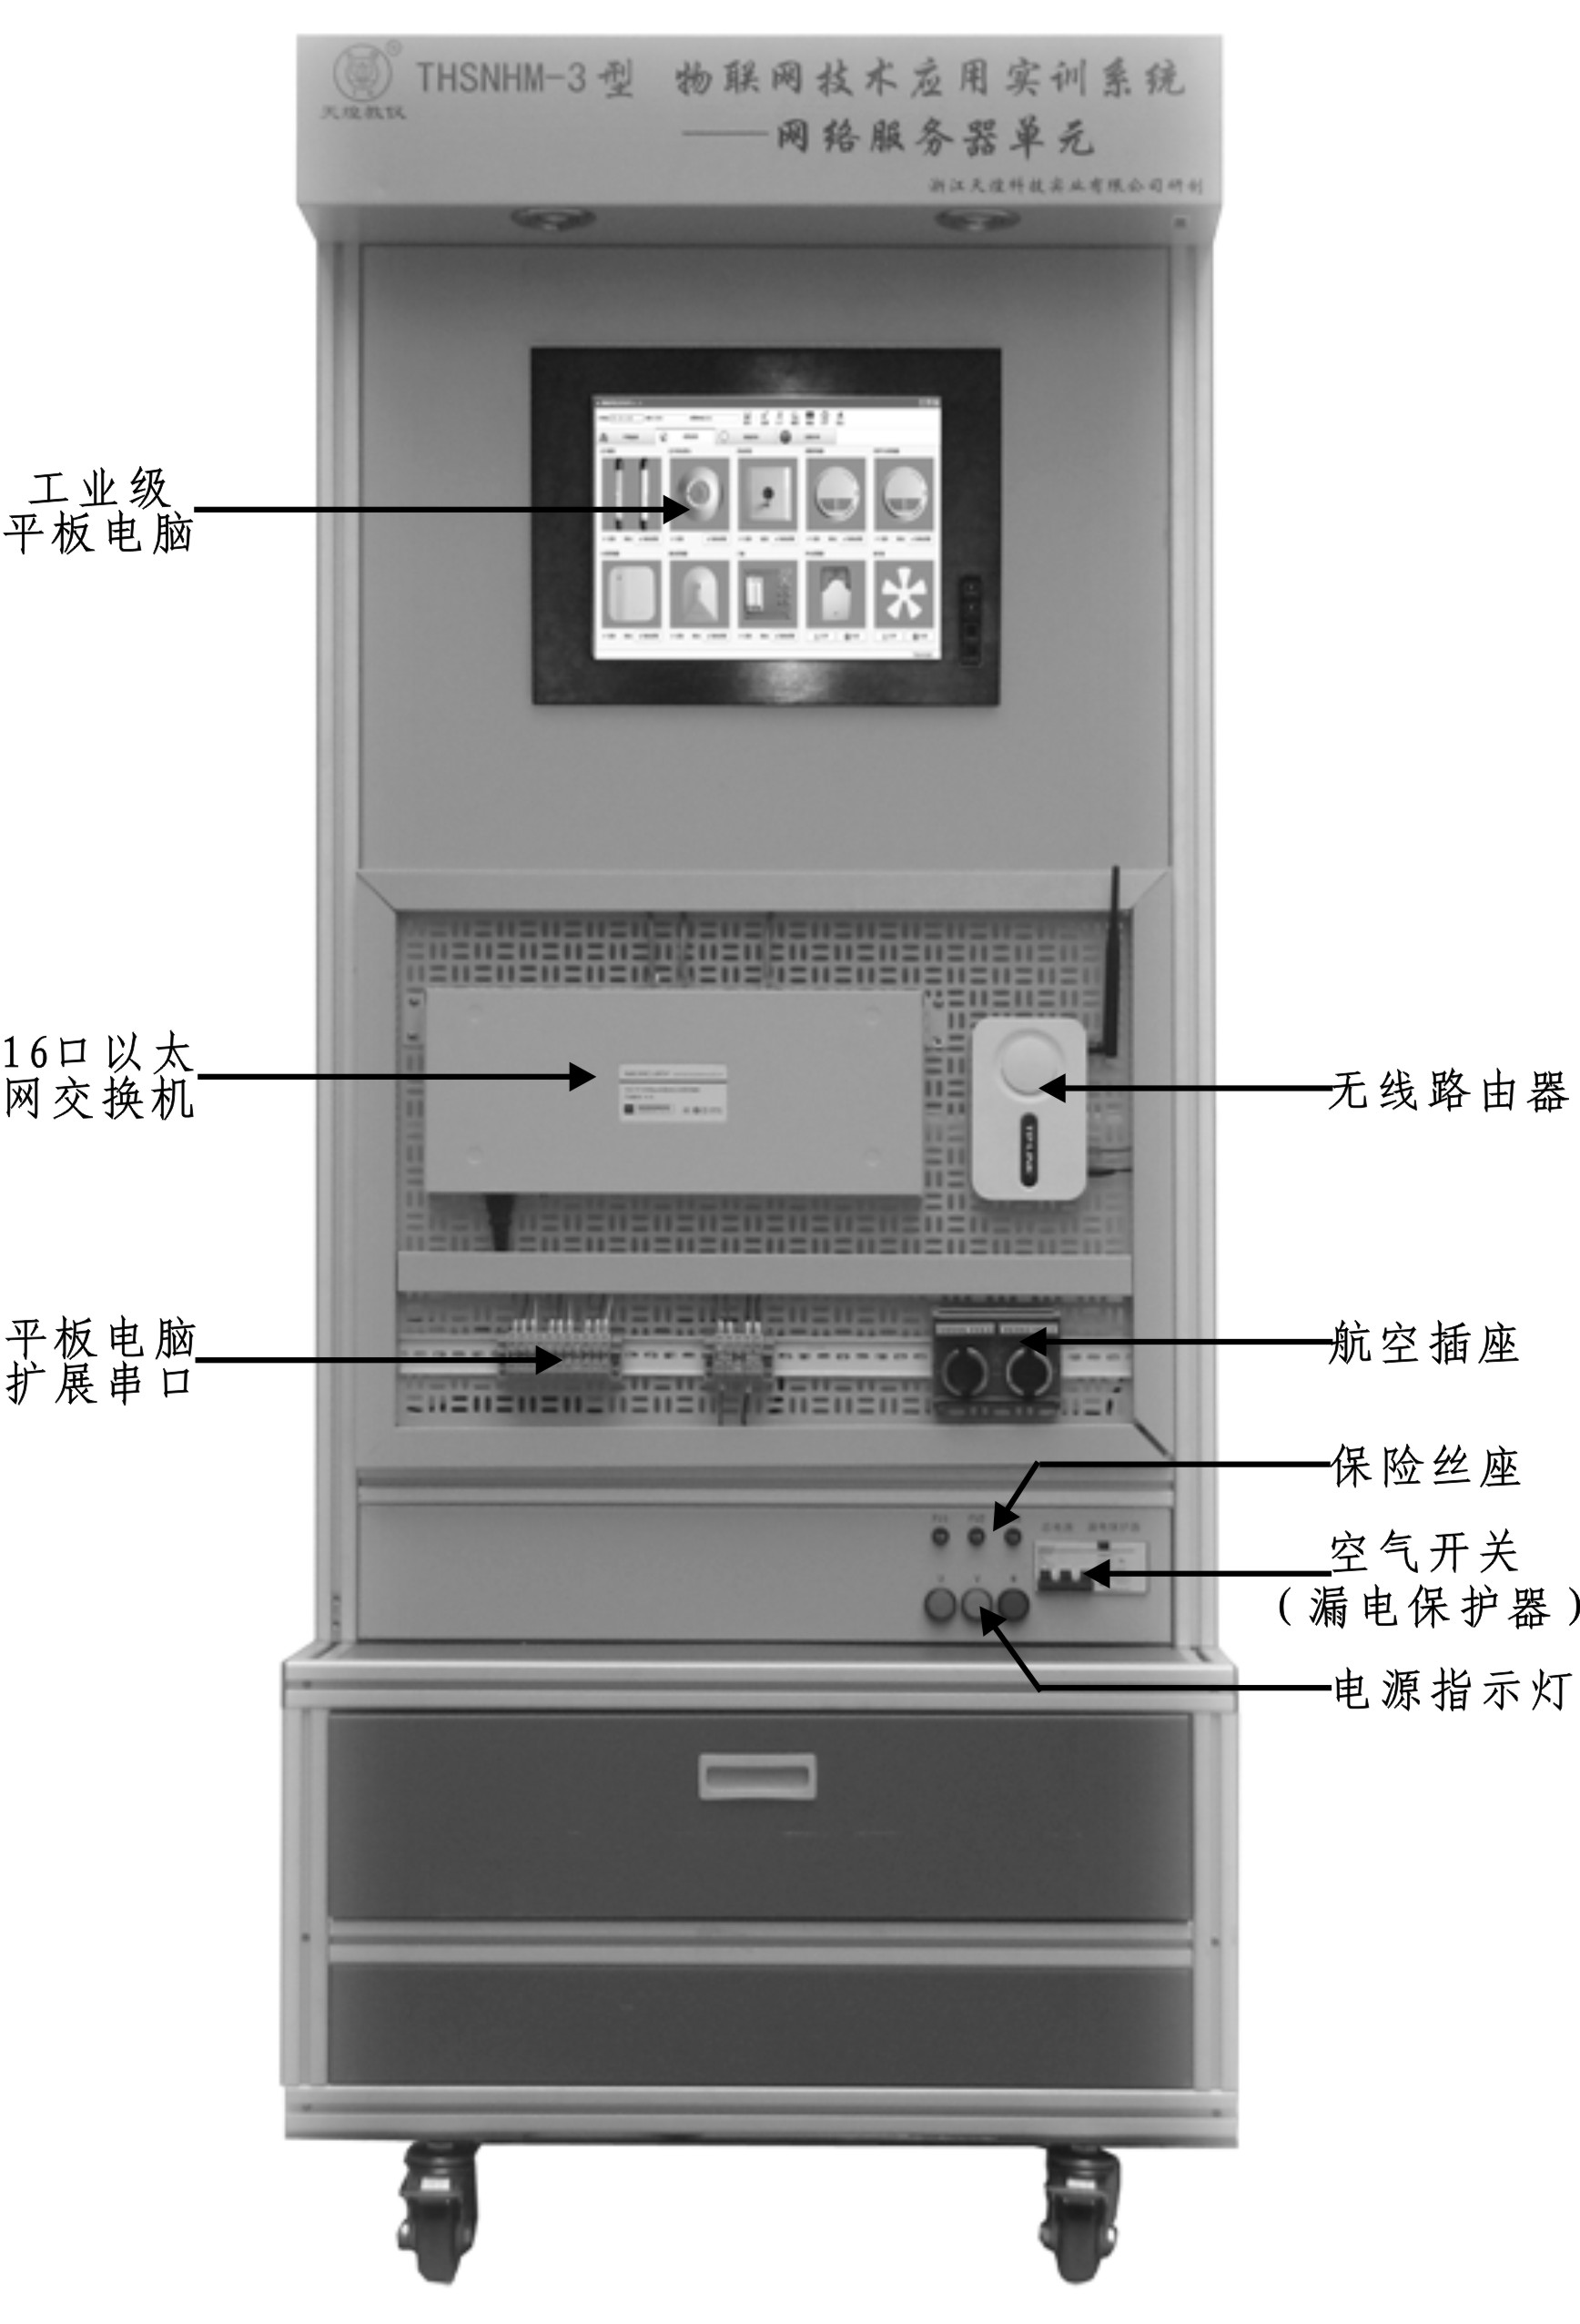 天煌教仪
THSNHM-3型 物联网技术应用实训系统
——网络服务器单元
浙江天煌科技实业有限公司研制
工业级
平板电脑
16口以太
网交换机
无线路由器
TP-LINK
平板电脑
扩展串口
航空插座
保险丝座
空气开关
(漏电保护器)
电源指示灯